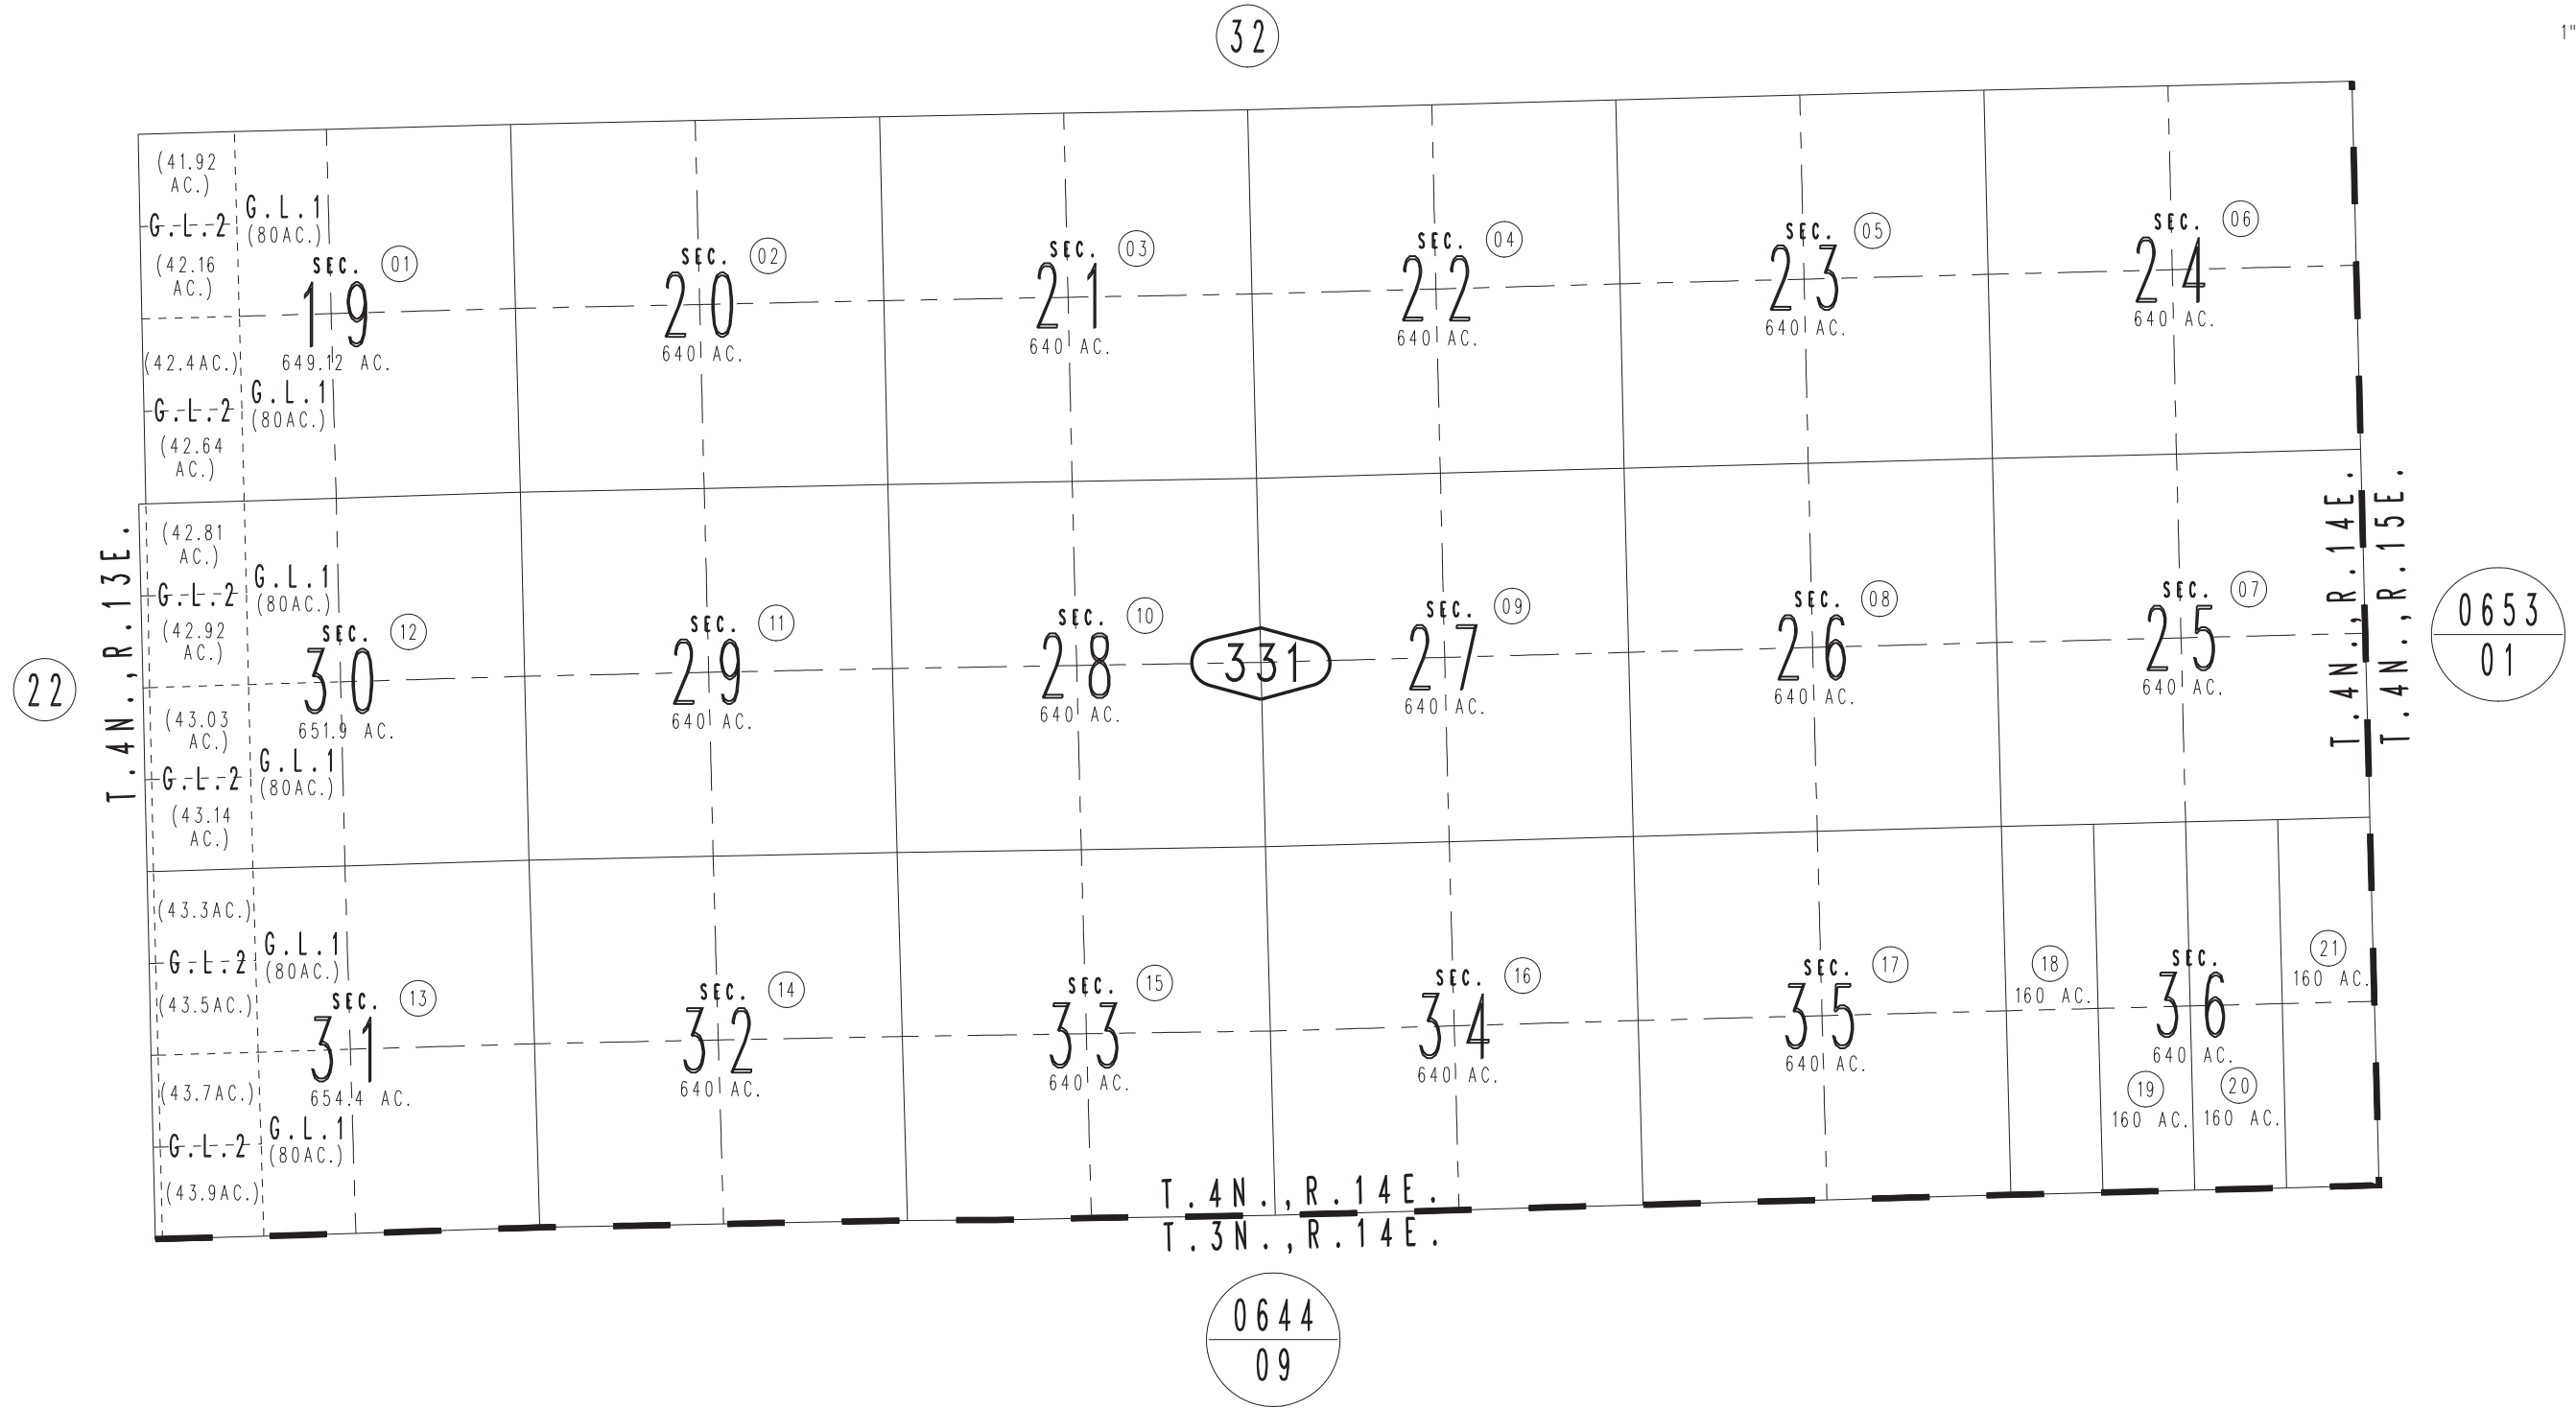 32
1"
(41.92
AC.)
G.L.2
G.L.1
(80AC.)
(42.16
AC.)
SEC.
01
19
649.12 AC.
(42.4AC.)
G.L.1
(80AC.)
G.L.2
(42.64
AC.)
SEC.
02
20
640 AC.
SEC.
03
21
640 AC.
SEC.
04
22
640 AC.
SEC.
05
23
640 AC.
SEC.
06
24
640 AC.
22
T.4N.,R.13E.
(42.81
AC.)
G.L.2
G.L.1
(80AC.)
(42.92
AC.)
SEC.
12
30
651.9 AC.
(43.03
AC.)
G.L.2
G.L.1
(80AC.)
(43.14
AC.)
SEC.
11
29
640 AC.
SEC.
10
28
640 AC.
331
SEC.
09
27
640 AC.
SEC.
08
26
640 AC.
SEC.
07
25
640 AC.
T.4N.,R.14E.
T.4N.,R.15E.
0653
01
(43.3AC.)
G.L.2
G.L.1
(80AC.)
(43.5AC.)
SEC.
13
31
654.4 AC.
(43.7AC.)
G.L.2
G.L.1
(80AC.)
(43.9AC.)
SEC.
14
32
640 AC.
SEC.
15
33
640 AC.
SEC.
16
34
640 AC.
SEC.
17
35
640 AC.
18
160 AC.
SEC.
36
640 AC.
19
160 AC.
20
160 AC.
21
160 AC.
T.4N.,R.14E.
T.3N.,R.14E.
0644
09